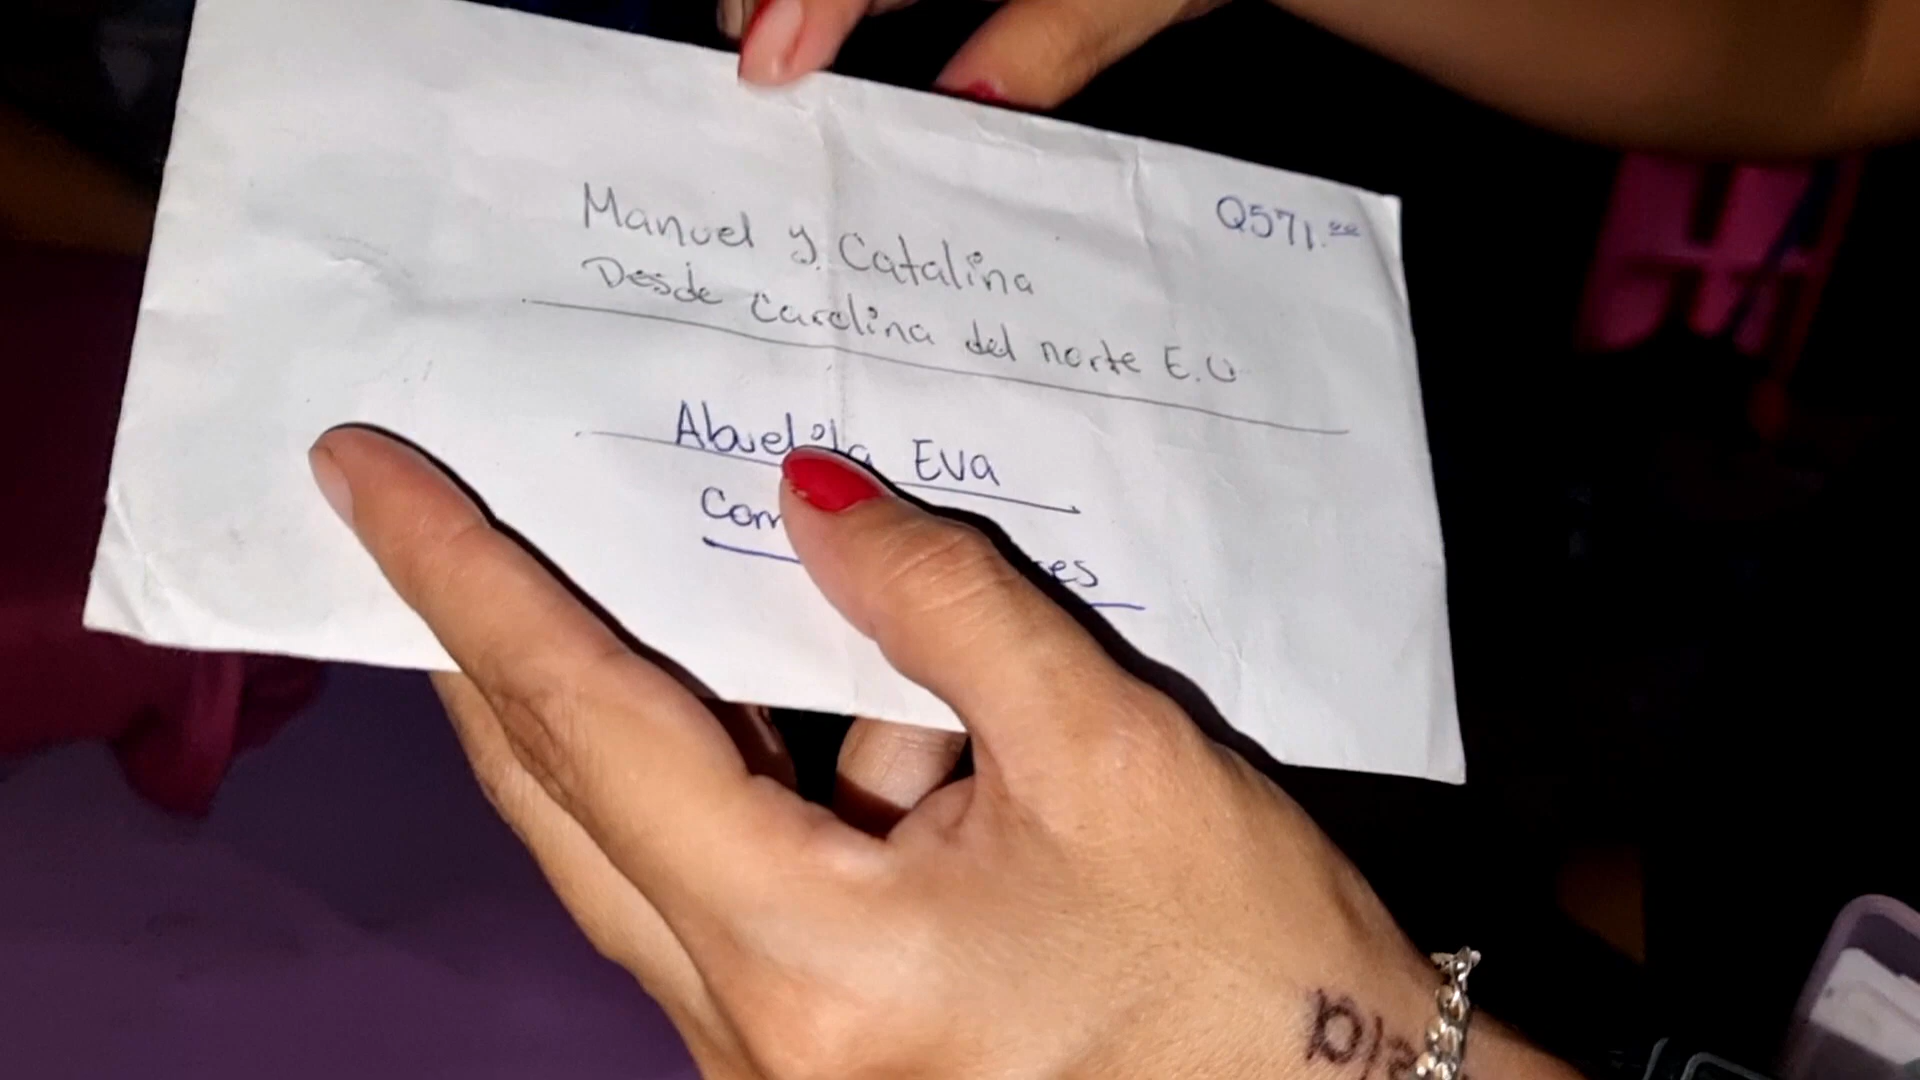 Q571.00
Manuel y Catalina
Desde Carolina del norte E.U
Abuelita Eva